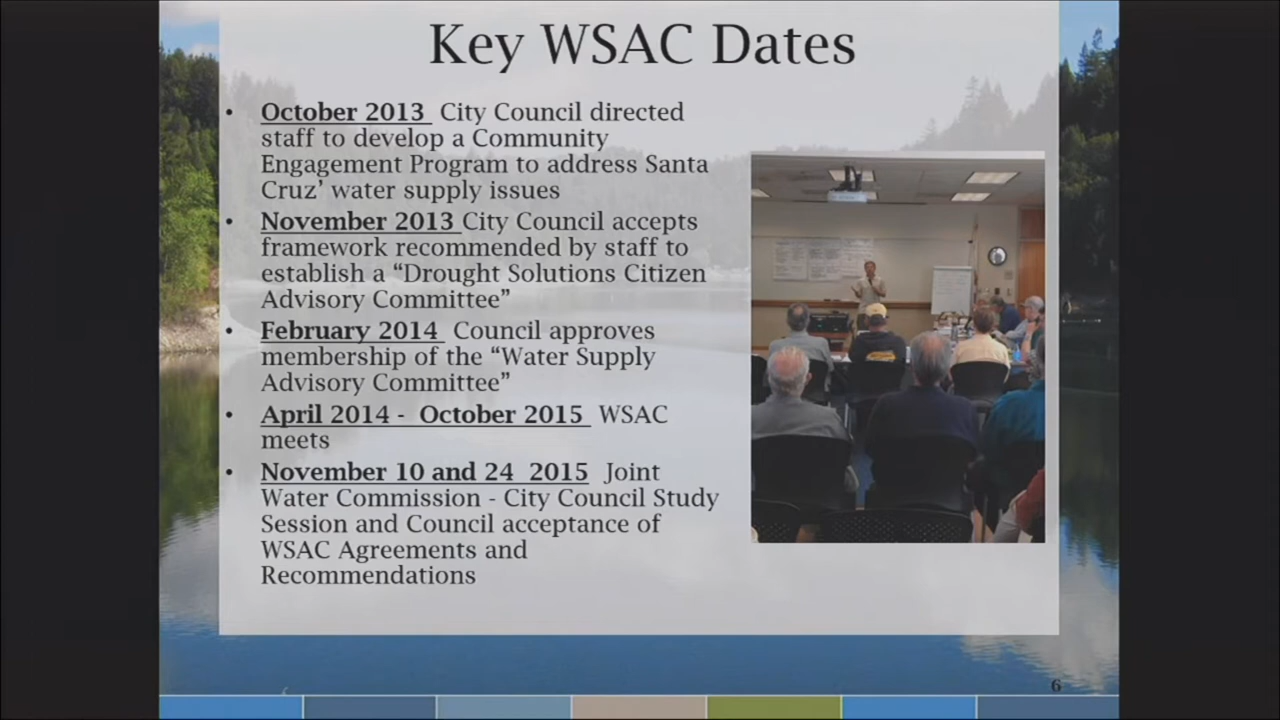 Key WSAC Dates
• October 2013 City Council directed
staff to develop a Community
Engagement Program to address Santa
Cruz’ water supply issues
• November 2013 City Council accepts
framework recommended by staff to
establish a “Drought Solutions Citizen
Advisory Committee”
• February 2014 Council approves
membership of the “Water Supply
Advisory Committee”
• April 2014 - October 2015 WSAC
meets
• November 10 and 24 2015 Joint
Water Commission - City Council Study
Session and Council acceptance of
WSAC Agreements and
Recommendations
6